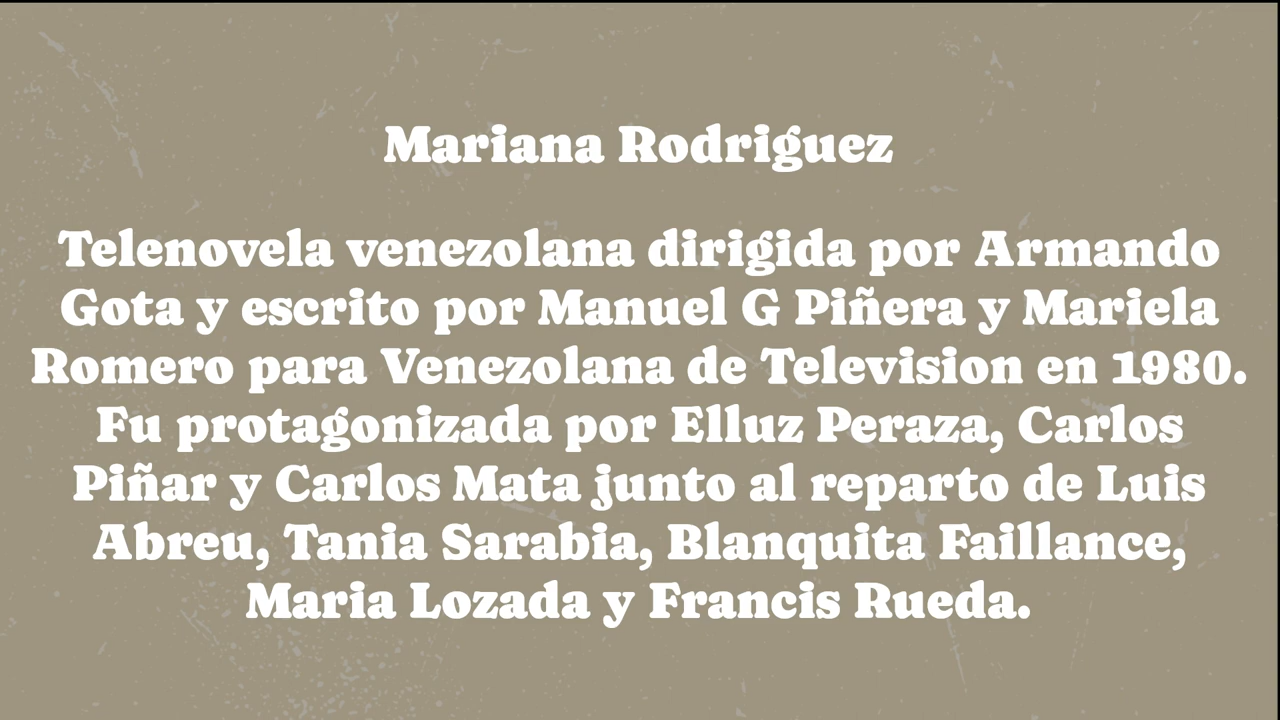 Mariana Rodriguez
Telenovela venezolana dirigida por Armando
Gota y escrito por Manuel G Piñera y Mariela
Romero para Venezolana de Television en 1980.
Fu protagonizada por Elluz Peraza, Carlos
Piñar y Carlos Mata junto al reparto de Luis
Abreu, Tania Sarabia, Blanquita Faillance,
Maria Lozada y Francis Rueda.